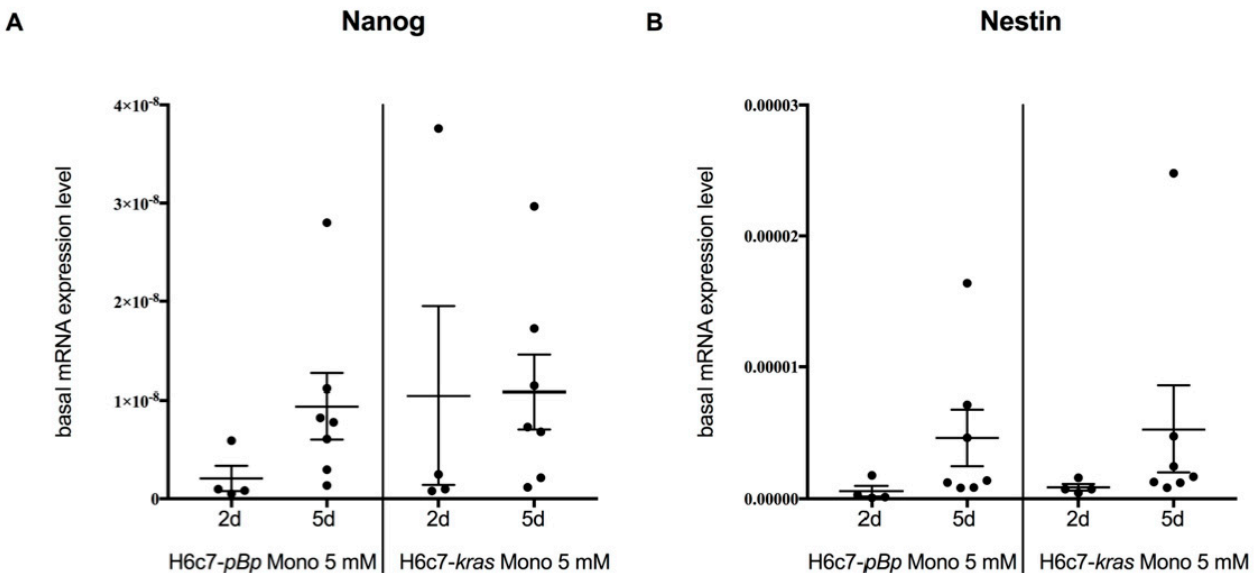 A
Nanog
basal mRNA expression level
4×10⁻⁸
3×10⁻⁸
2×10⁻⁸
1×10⁻⁸
0
2d 5d 2d 5d
H6c7-pBp Mono 5 mM H6c7-kras Mono 5 mM
B
Nestin
basal mRNA expression level
0.00003
0.00002
0.00001
0.00000
2d 5d 2d 5d
H6c7-pBp Mono 5 mM H6c7-kras Mono 5 mM